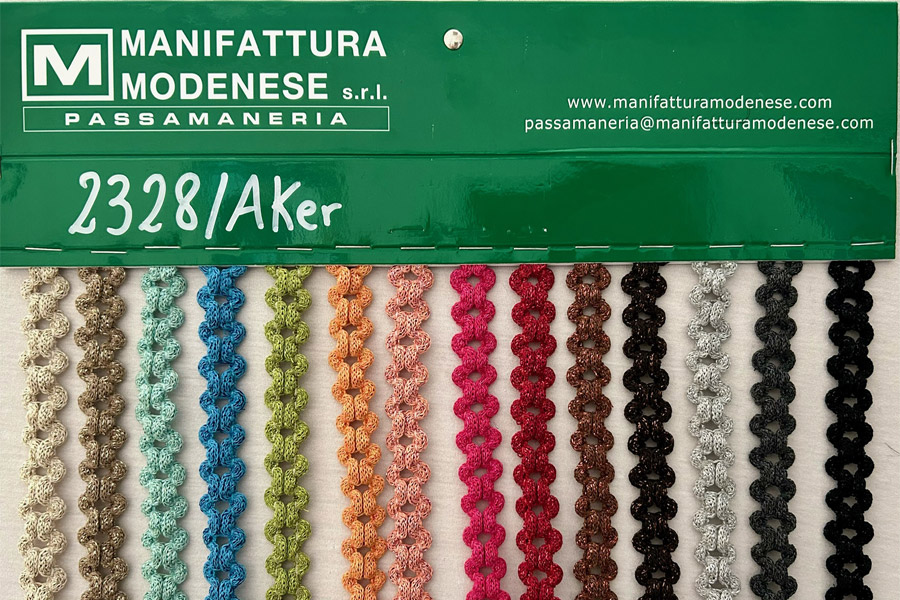 M
MANIFATTURA
MODENESE s.r.l.
PASSAMANERIA
www.manifatturamodenese.com
passamaneria@manifatturamodenese.com
2328/AKer